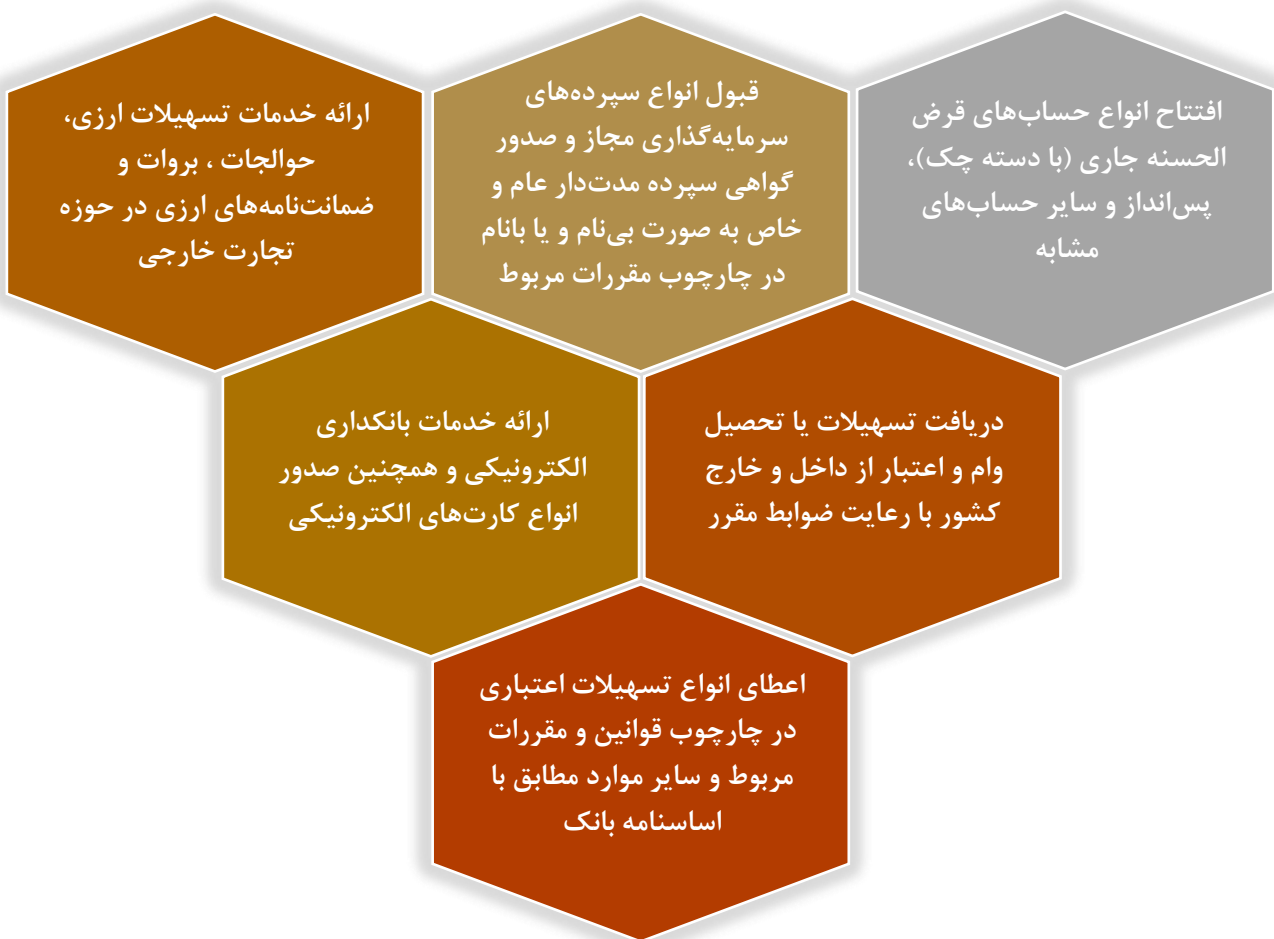 افتتاح انواع حساب‌های قرض
الحسنه جاری (با دسته چک)،
پس‌انداز و سایر حساب‌های
مشابه
قبول انواع سپرده‌های
سرمایه‌گذاری مجاز و صدور
گواهی سپرده مدت‌دار عام و
خاص به صورت بی‌نام و یا بانام
در چارچوب مقررات مربوط
ارائه خدمات تسهیلات ارزی،
حوالجات ، بروات و
ضمانت‌نامه‌های ارزی در حوزه
تجارت خارجی
دریافت تسهیلات یا تحصیل
وام و اعتبار از داخل و خارج
کشور با رعایت ضوابط مقرر
ارائه خدمات بانکداری
الکترونیکی و همچنین صدور
انواع کارت‌های الکترونیکی
اعطای انواع تسهیلات اعتباری
در چارچوب قوانین و مقررات
مربوط و سایر موارد مطابق با
اساسنامه بانک